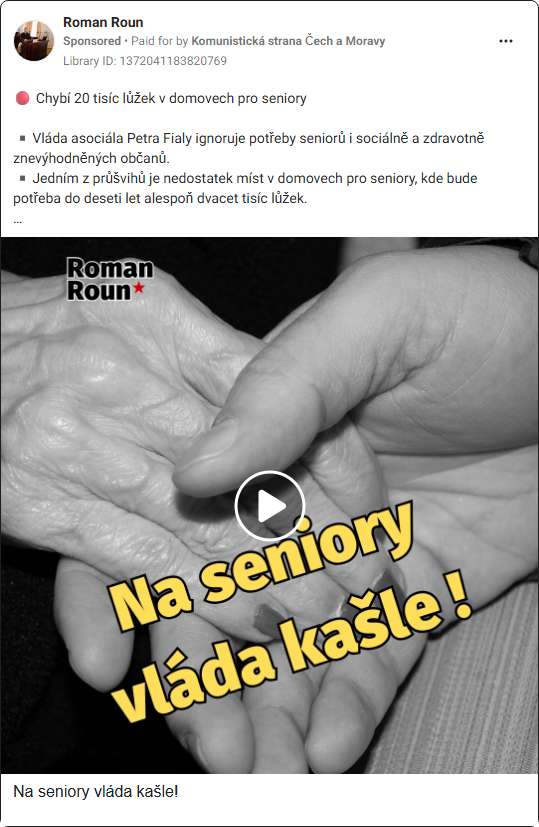 Roman Roun
Sponsored • Paid for by Komunistická strana Čech a Moravy
Library ID: 1372041183820769
🔴 Chybí 20 tisíc lůžek v domovech pro seniory
▪ Vláda asociála Petra Fialy ignoruje potřeby seniorů i sociálně a zdravotně
znevýhodněných občanů.
▪ Jedním z průšvihů je nedostatek míst v domovech pro seniory, kde bude
potřeba do deseti let alespoň dvacet tisíc lůžek.
...
Roman
Roun★
Na seniory
vláda kašle!
Na seniory vláda kašle!